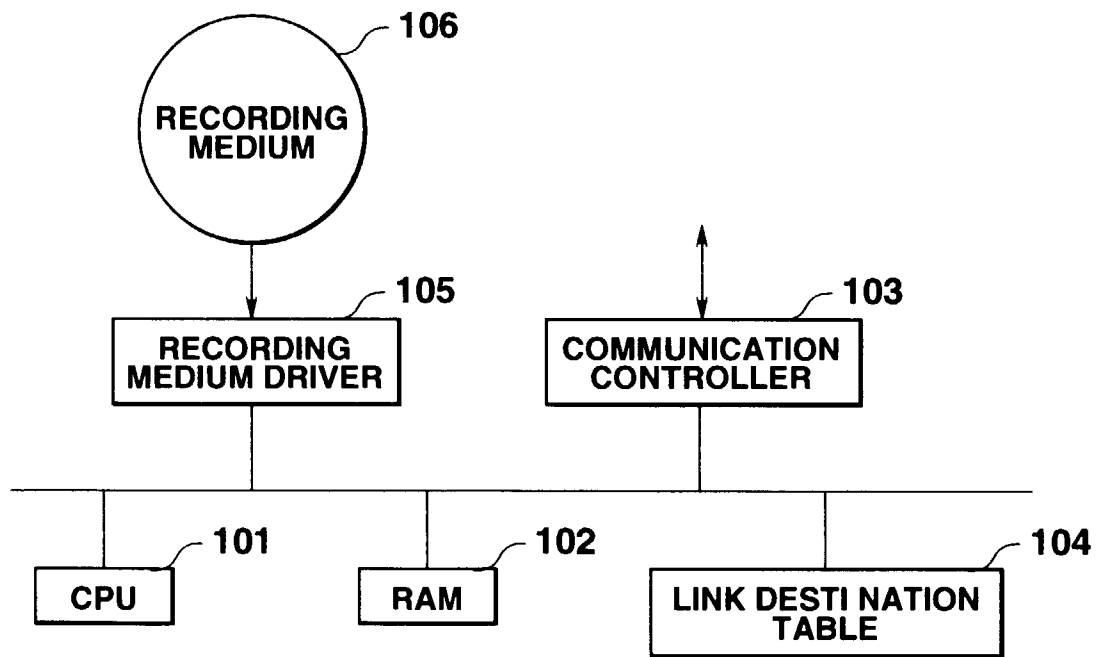 106
RECORDING
MEDIUM
105
RECORDING
MEDIUM DRIVER
103
COMMUNICATION
CONTROLLER
101
CPU
102
RAM
104
LINK DESTI NATION
TABLE